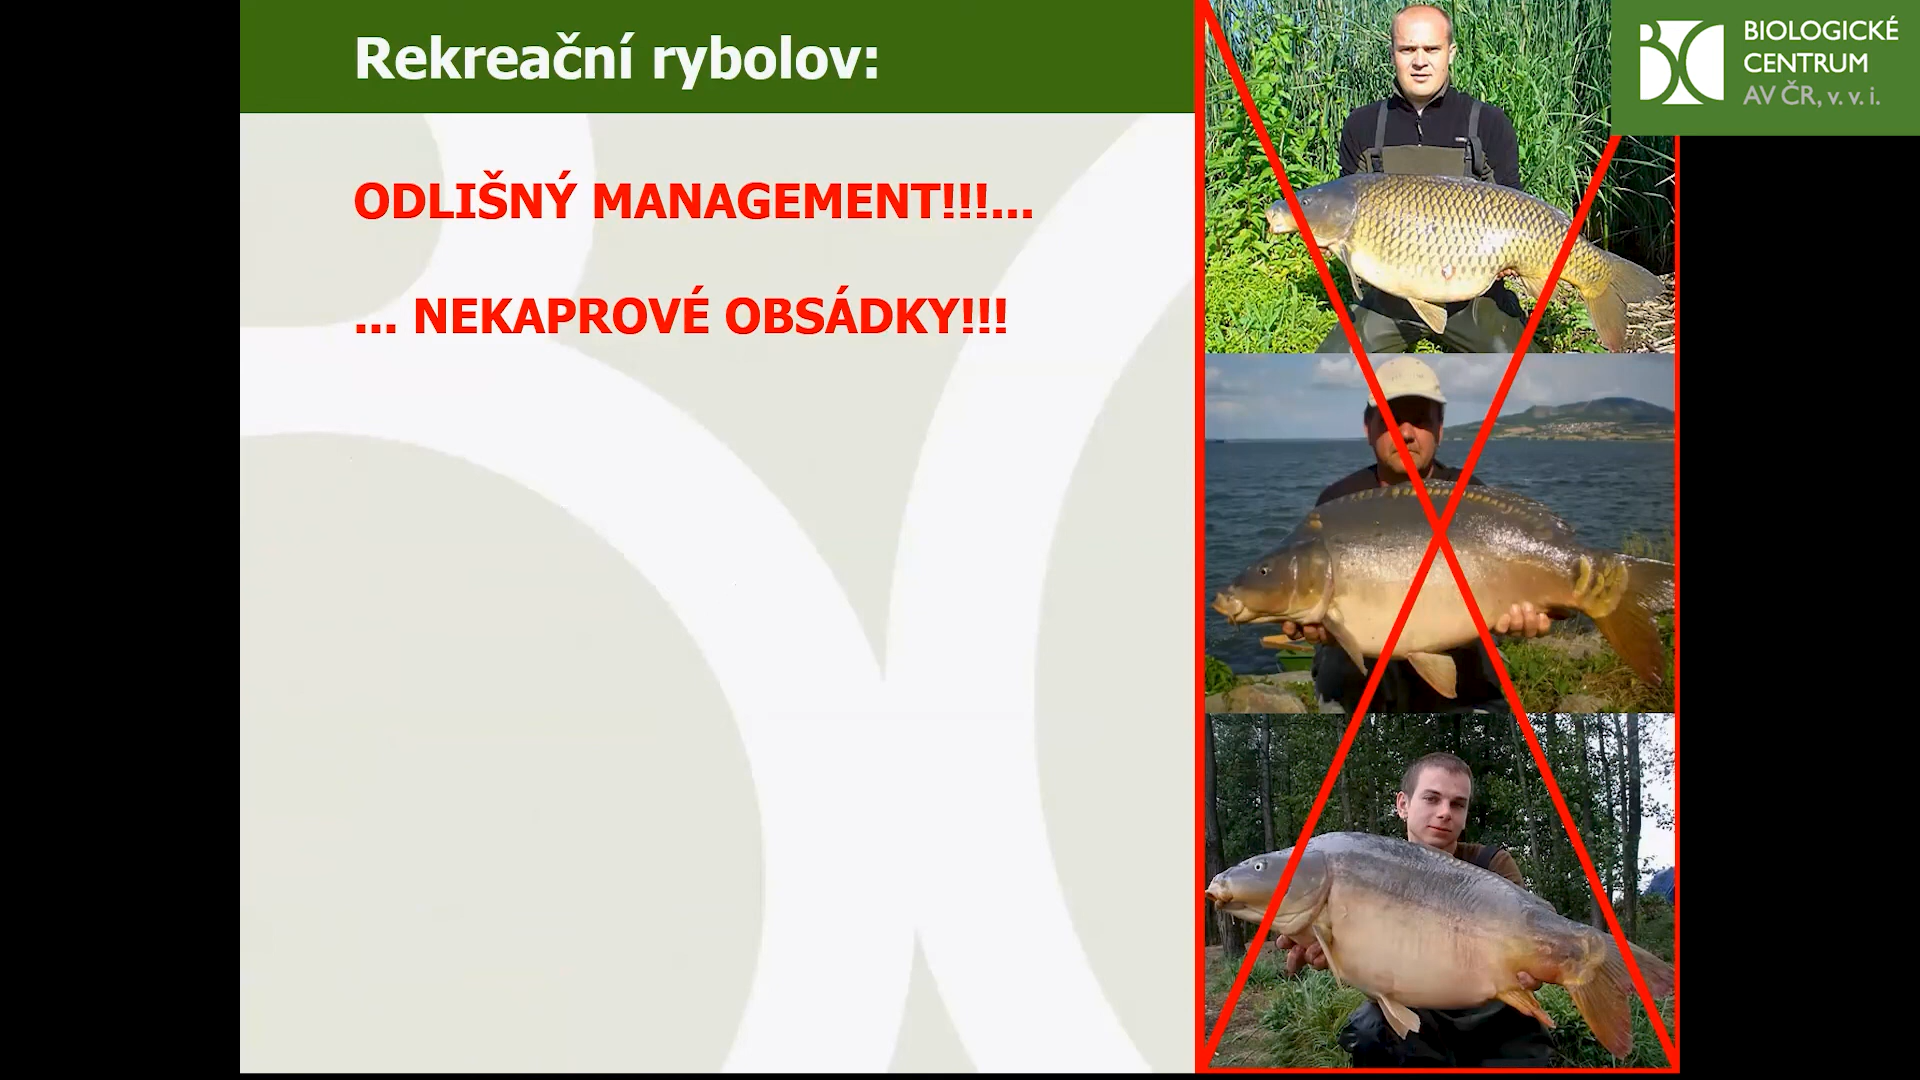 Rekreační rybolov:
ODLIŠNÝ MANAGEMENT!!!...
... NEKAPROVÉ OBSÁDKY!!!
BIOLOGICKÉ
CENTRUM
AV ČR, v. v. i.